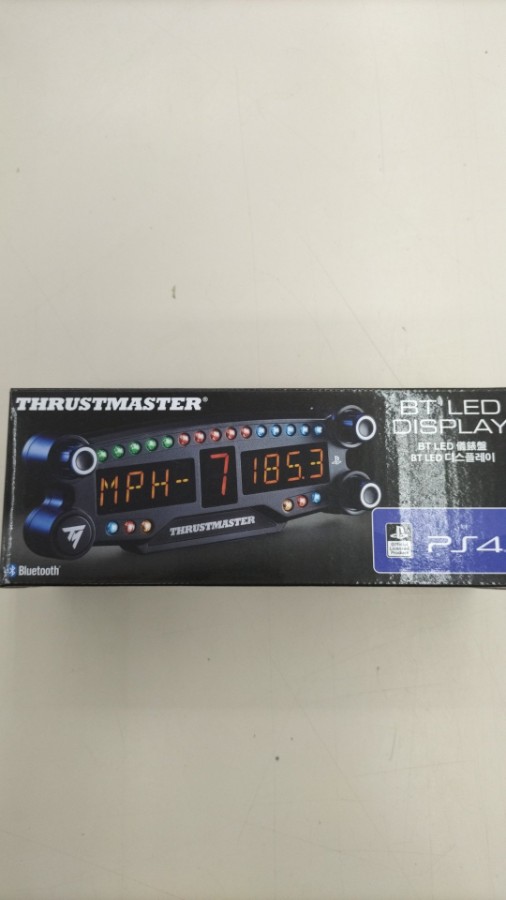 THRUSTMASTER®
BT LED
DISPLAY
BT LED 儀錶盤
BT LED 디스플레이
MPH- 7 185.3
THRUSTMASTER
PS4
Bluetooth®